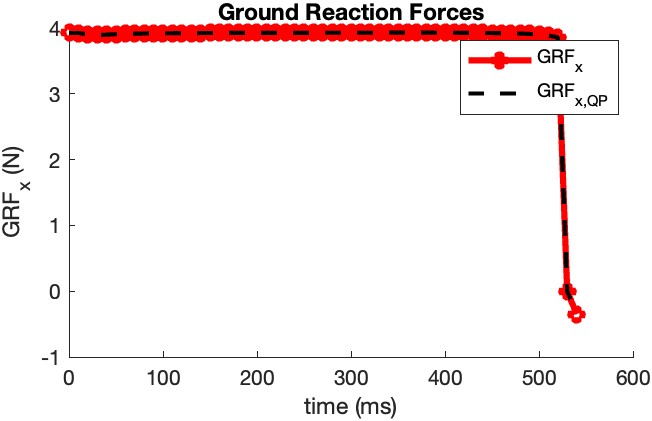 Ground Reaction Forces
4
3
2
1
0
-1
GRF_x (N)
GRF_x
GRF_x,QP
0 100 200 300 400 500 600
time (ms)